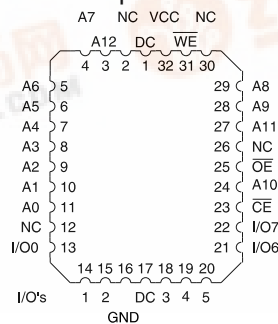 A7 NC VCC NC
A12 DC WE
4 3 2 1 32 31 30
A6 5 29 A8
A5 6 28 A9
A4 7 27 A11
A3 8 26 NC
A2 9 25 OE
A1 10 24 A10
A0 11 23 CE
NC 12 22 I/O7
I/O0 13 21 I/O6
14 15 16 17 18 19 20
I/O's 1 2 DC 3 4 5
GND